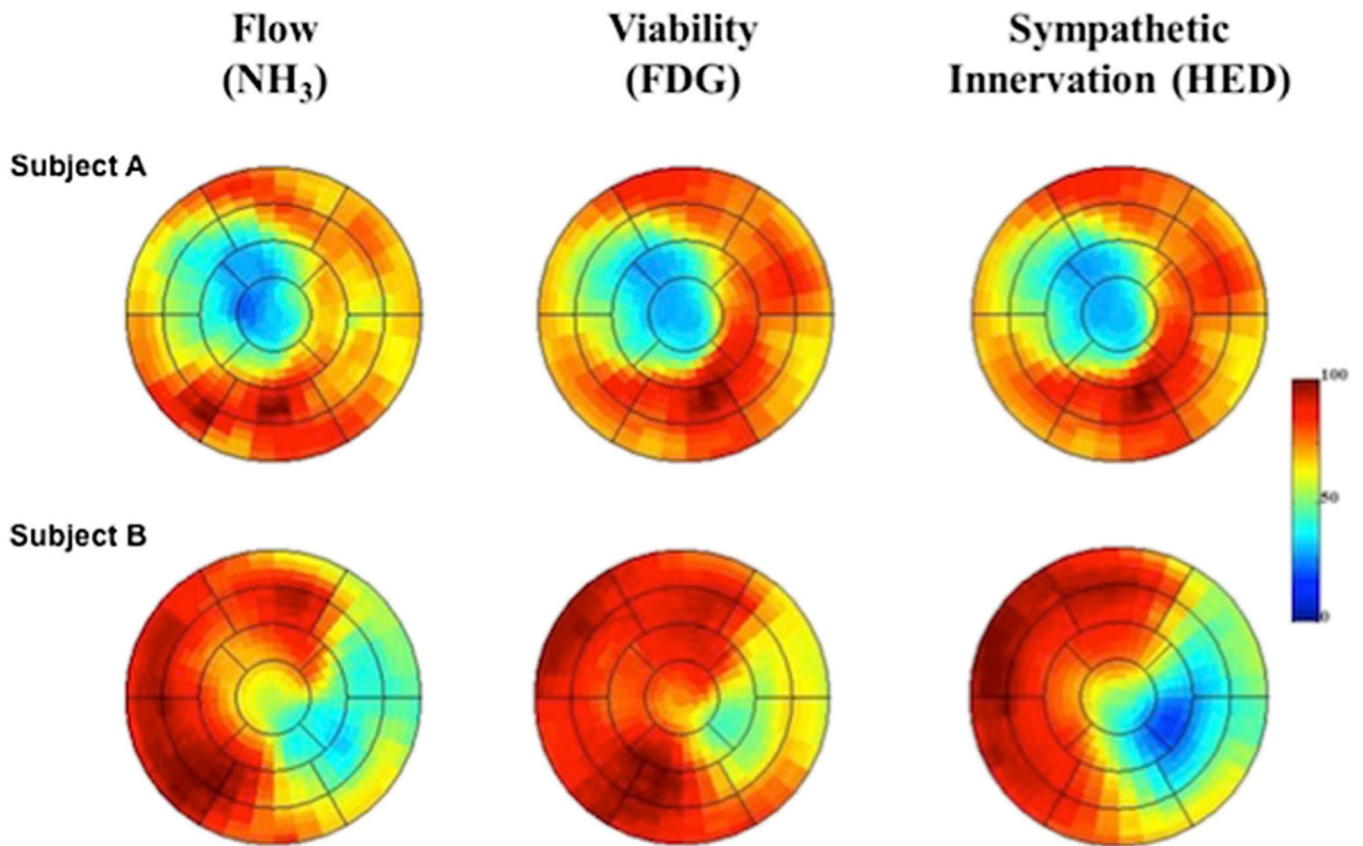 Flow
(NH₃)
Viability
(FDG)
Sympathetic
Innervation (HED)
Subject A
100
50
0
Subject B